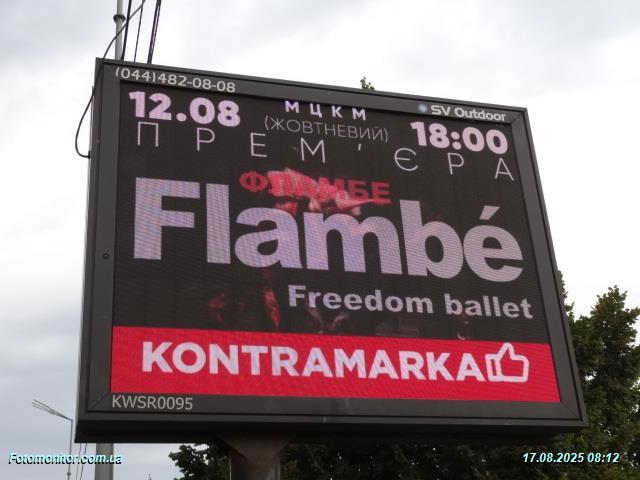 (044)482-08-08
SV Outdoor
12.08
МЦКМ
(ЖОВТНЕВИЙ)
18:00
ПРЕМ'ЄРА
ФЛАМБЕ
Flambé
Freedom ballet
KONTRAMARKA
KWSR0095
Fotomonitor.com.ua
17.08.2025 08:12